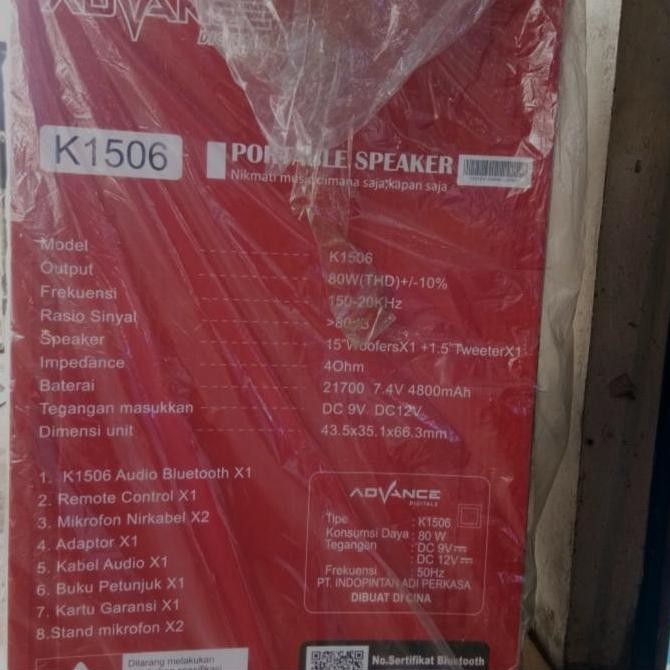 ADVANCE
K1506
PORTABLE SPEAKER
Nikmati music dimana saja,kapan saja
Model K1506
Output 80W(THD)+/-10%
Frekuensi 150-20KHz
Rasio Sinyal
Speaker 15"WoofersX1 +1.5"TweeterX1
Impedance 4Ohm
Baterai 21700 7.4V 4800mAh
Tegangan masukkan DC 9V DC12V
Dimensi unit 43.5x35.1x66.3mm
1. K1506 Audio Bluetooth X1
2. Remote Control X1
3. Mikrofon Nirkabel X2
4. Adaptor X1
5. Kabel Audio X1
6. Buku Petunjuk X1
7. Kartu Garansi X1
8.Stand mikrofon X2
ADVANCE
DIGITALS
Tipe : K1506
Konsumsi Daya : 80 W
Tegangan : DC 9V
: DC 12V
Frekuensi : 50Hz
PT. INDOPINTAN ADI PERKASA
DIBUAT DI CINA
Dilarang melakukan
No.Sertifikat Bluetooth